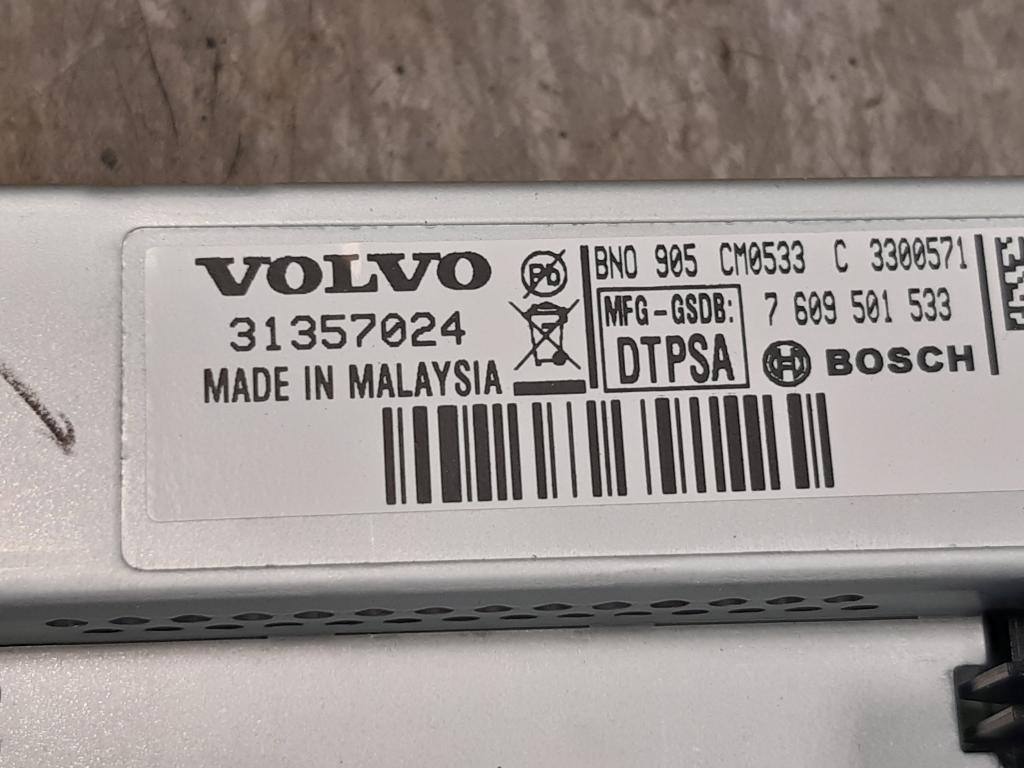 VOLVO
31357024
MADE IN MALAYSIA
Pb
BNO 905 CM0533 C 3300571
MFG-GSDB:
DTPSA
7 609 501 533
BOSCH